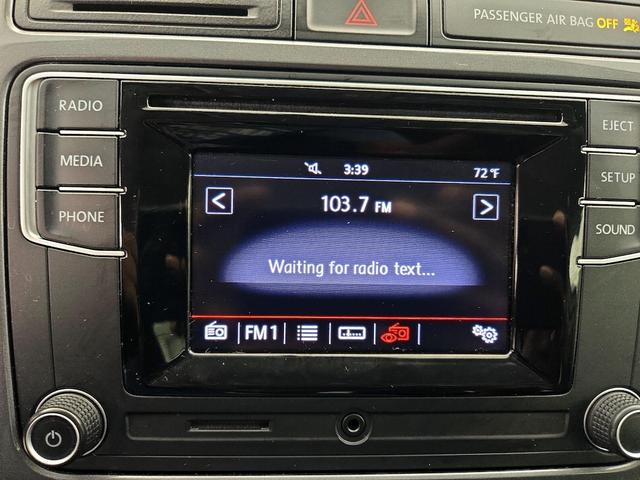 PASSENGER AIR BAG OFF
RADIO
MEDIA
PHONE
EJECT
SETUP
SOUND
3:39
72°F
103.7 FM
Waiting for radio text...
FM1